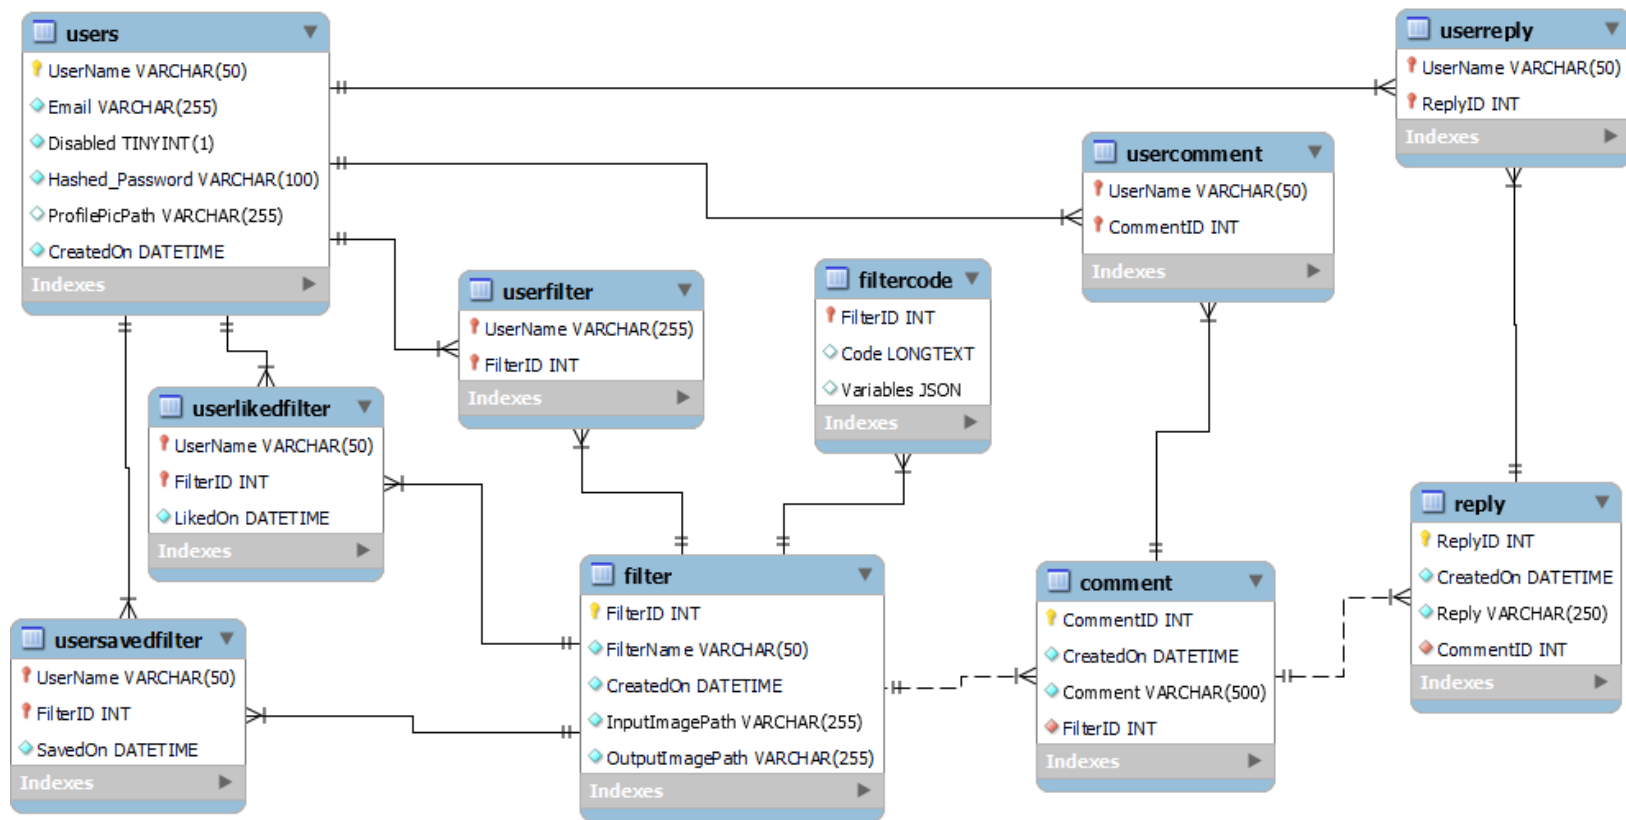 users
UserName VARCHAR(50)
Email VARCHAR(255)
Disabled TINYINT(1)
Hashed_Password VARCHAR(100)
ProfilePicPath VARCHAR(255)
CreatedOn DATETIME
Indexes
userreply
UserName VARCHAR(50)
ReplyID INT
Indexes
usercomment
UserName VARCHAR(50)
CommentID INT
Indexes
userfilter
UserName VARCHAR(255)
FilterID INT
Indexes
filtercode
FilterID INT
Code LONGTEXT
Variables JSON
Indexes
userlikedfilter
UserName VARCHAR(50)
FilterID INT
LikedOn DATETIME
Indexes
usersavedfilter
UserName VARCHAR(50)
FilterID INT
SavedOn DATETIME
Indexes
filter
FilterID INT
FilterName VARCHAR(50)
CreatedOn DATETIME
InputImagePath VARCHAR(255)
OutputImagePath VARCHAR(255)
Indexes
comment
CommentID INT
CreatedOn DATETIME
Comment VARCHAR(500)
FilterID INT
Indexes
reply
ReplyID INT
CreatedOn DATETIME
Reply VARCHAR(250)
CommentID INT
Indexes